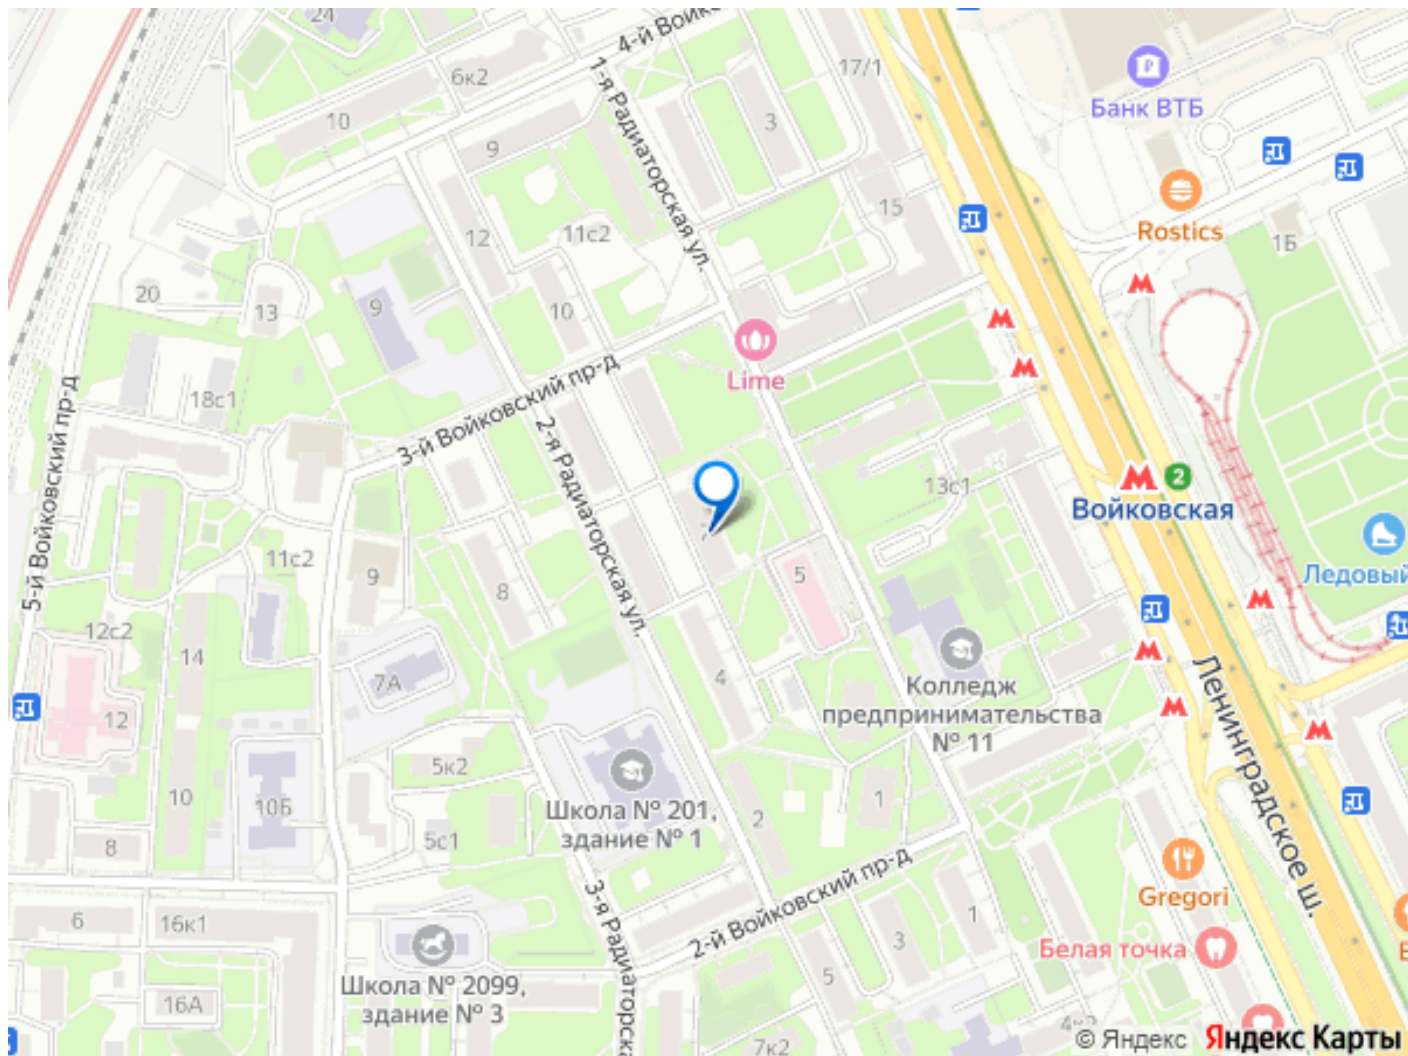 24
4-й Войко
6к2
17/1
1-я Радиаторская ул.
Банк ВТБ
10
3
9
15
Rostics
12
11с2
1Б
20
13
9
10
Lime
18с1
3-й Войковский пр-д
5-й Войковский пр-д
2-я Радиаторская ул.
13с1
2
Войковская
11с2
9
8
5
Ледовый
12с2
14
7А
4
Колледж
предпринимательства
№ 11
12
Ленинградское ш.
5к2
10
10Б
Школа № 201,
здание № 1
2
1
5с1
8
2-й Войковский пр-д
Gregori
3-я Радиаторска
6
16к1
3
1
Белая точка
5
Школа № 2099,
здание № 3
16А
7к2
© Яндекс Яндекс Карты